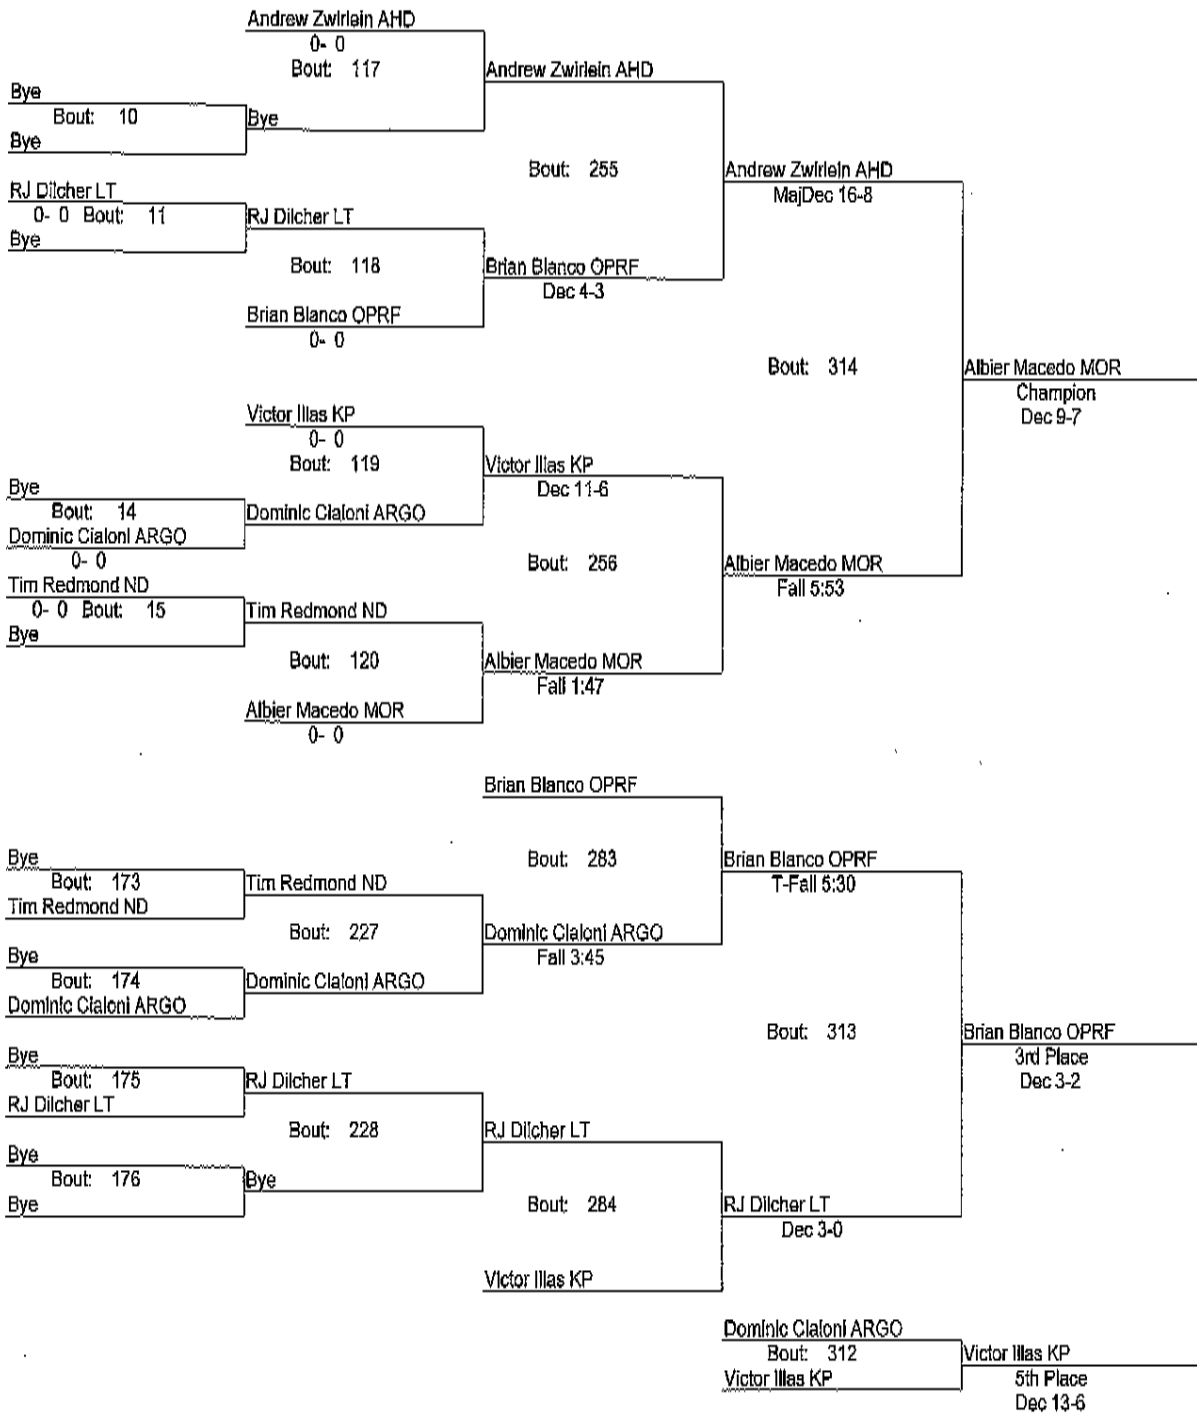 Andrew Zwirlein AHD
0- 0
Bout: 117
Andrew Zwirlein AHD
Bye
Bout: 10
Bye
Bye
Bout: 255
Andrew Zwirlein AHD
MajDec 16-8
RJ Dilcher LT
0- 0 Bout: 11
RJ Dilcher LT
Bye
Bout: 118
Brian Blanco OPRF
Dec 4-3
Brian Blanco OPRF
0- 0
Bout: 314
Albier Macedo MOR
Champion
Dec 9-7
Victor Illas KP
0- 0
Bout: 119
Victor Illas KP
Dec 11-6
Bye
Bout: 14
Dominic Cialoni ARGO
Dominic Cialoni ARGO
0- 0
Bout: 256
Albier Macedo MOR
Fall 5:53
Tim Redmond ND
0- 0 Bout: 15
Tim Redmond ND
Bye
Bout: 120
Albier Macedo MOR
Fall 1:47
Albier Macedo MOR
0- 0
Brian Blanco OPRF
Bout: 283
Brian Blanco OPRF
T-Fall 5:30
Bye
Bout: 173
Tim Redmond ND
Tim Redmond ND
Bout: 227
Dominic Cialoni ARGO
Fall 3:45
Bye
Bout: 174
Dominic Cialoni ARGO
Dominic Cialoni ARGO
Bout: 313
Brian Blanco OPRF
3rd Place
Dec 3-2
Bye
Bout: 175
RJ Dilcher LT
RJ Dilcher LT
Bout: 228
RJ Dilcher LT
Bye
Bout: 176
Bye
Bye
Bout: 284
RJ Dilcher LT
Dec 3-0
Victor Illas KP
Dominic Cialoni ARGO
Bout: 312
Victor Illas KP
Victor Illas KP
5th Place
Dec 13-6